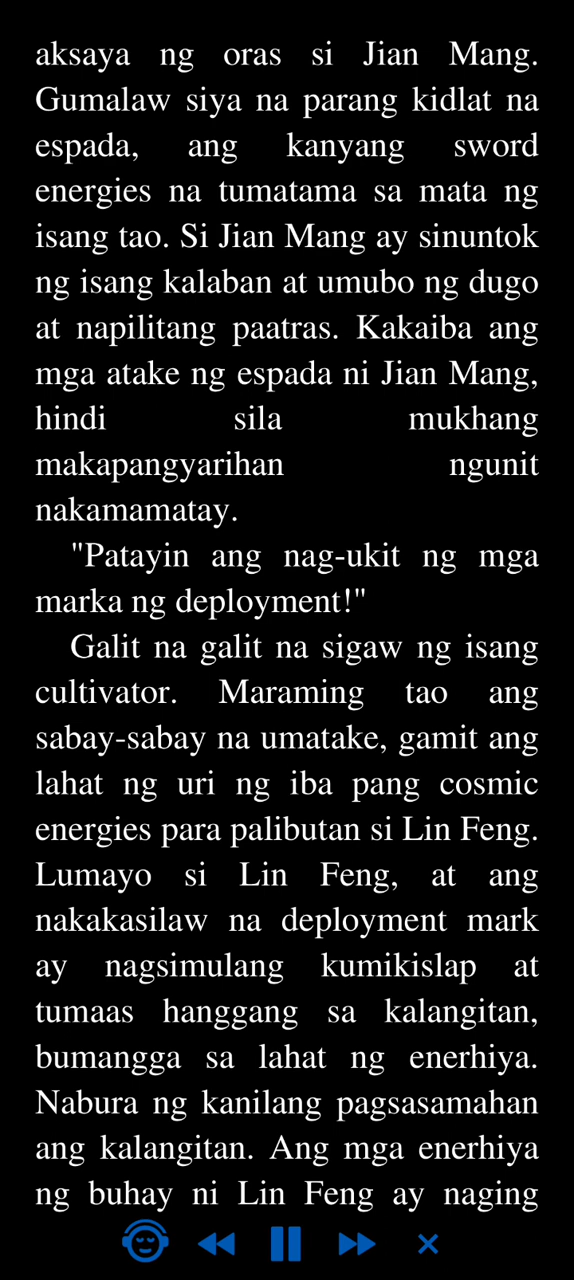 aksaya ng oras si Jian Mang.
Gumalaw siya na parang kidlat na
espada, ang kanyang sword
energies na tumatama sa mata ng
isang tao. Si Jian Mang ay sinuntok
ng isang kalaban at umubo ng dugo
at napilitang paatras. Kakaiba ang
mga atake ng espada ni Jian Mang,
hindi sila mukhang
makapangyarihan ngunit
nakamamatay.
"Patayin ang nag-ukit ng mga
marka ng deployment!"
Galit na galit na sigaw ng isang
cultivator. Maraming tao ang
sabay-sabay na umatake, gamit ang
lahat ng uri ng iba pang cosmic
energies para palibutan si Lin Feng.
Lumayo si Lin Feng, at ang
nakakasilaw na deployment mark
ay nagsimulang kumikislap at
tumaas hanggang sa kalangitan,
bumangga sa lahat ng enerhiya.
Nabura ng kanilang pagsasamahan
ang kalangitan. Ang mga enerhiya
ng buhay ni Lin Feng ay naging